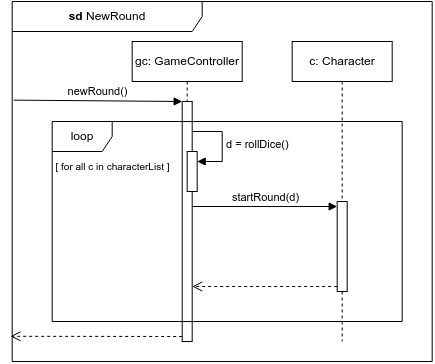 sd NewRound
gc: GameController
c: Character
newRound()
loop
d = rollDice()
[ for all c in characterList ]
startRound(d)